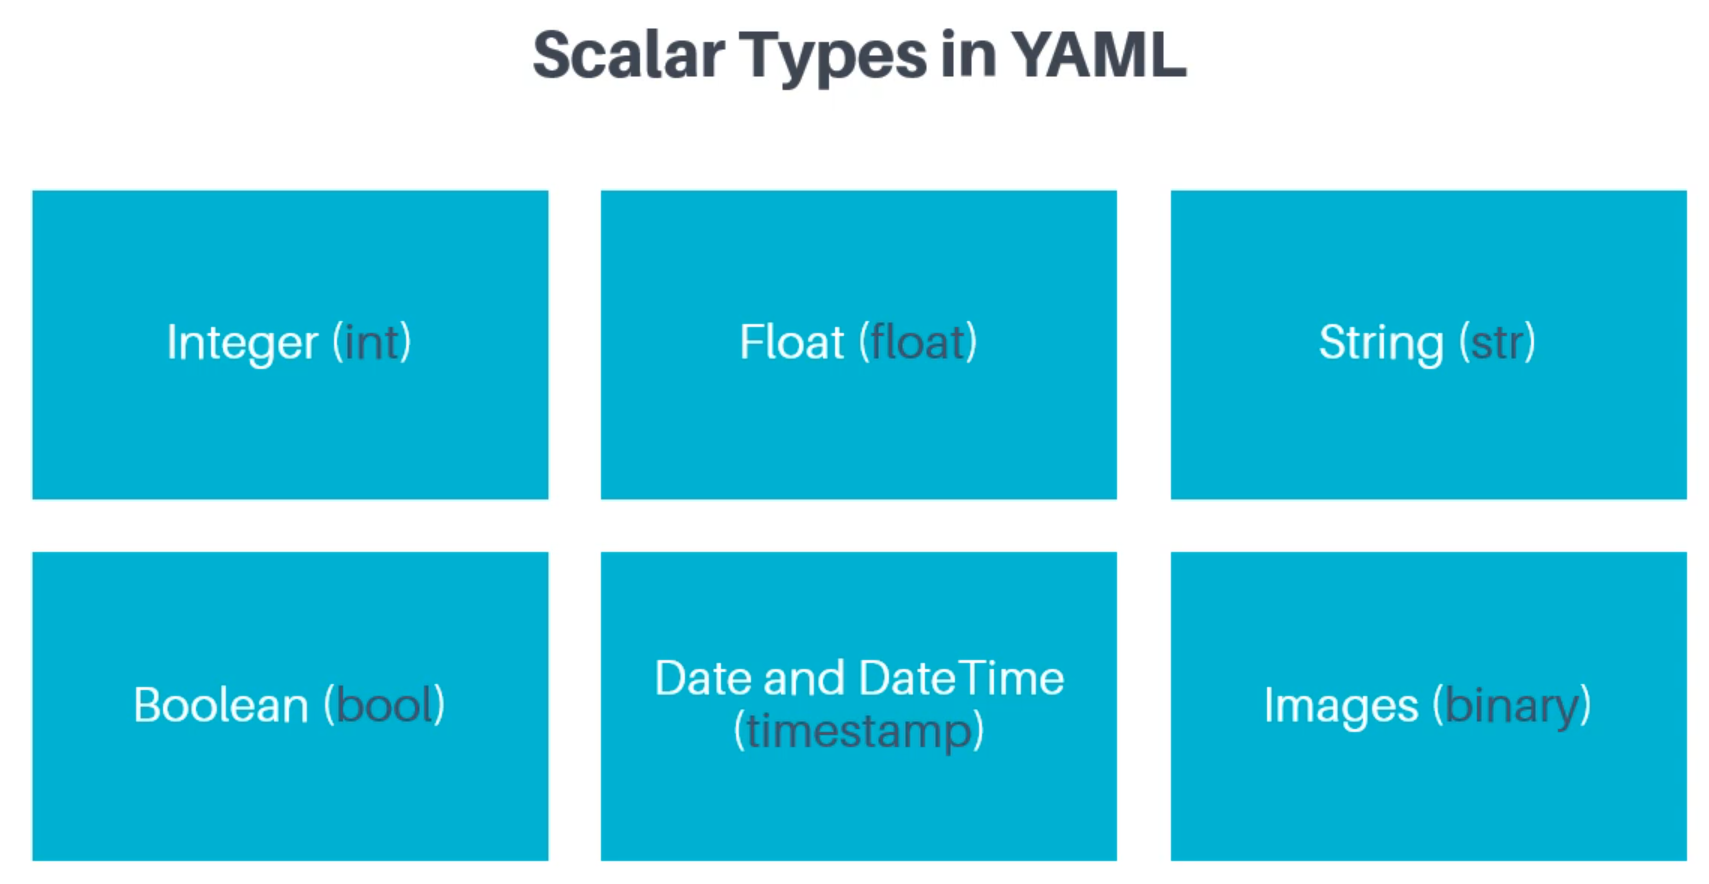 Scalar Types in YAML
Integer (int)
Float (float)
String (str)
Boolean (bool)
Date and DateTime
(timestamp)
Images (binary)